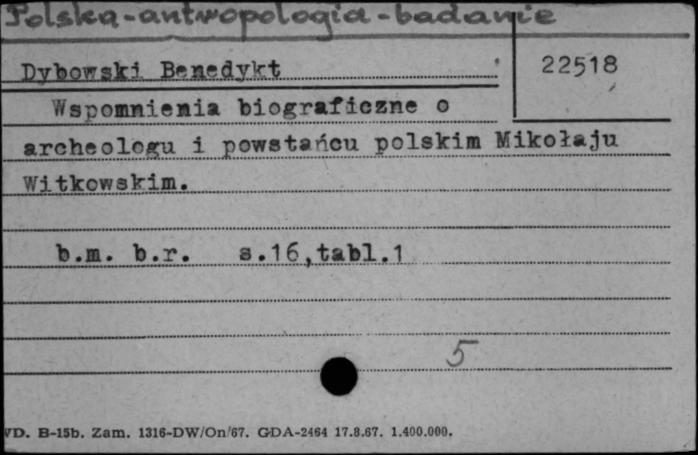 Polska-antropologia-badanie
Dybowski Benedykt
22518
Wspomnienia biograficzne o
archeologu i powstańcu polskim Mikołaju
Witkowskim.
b.m. b.r. s.16,tabl.1
5
VD. B-15b. Zam. 1316-DW/On/67. GDA-2464 17.8.67. 1.400.000.